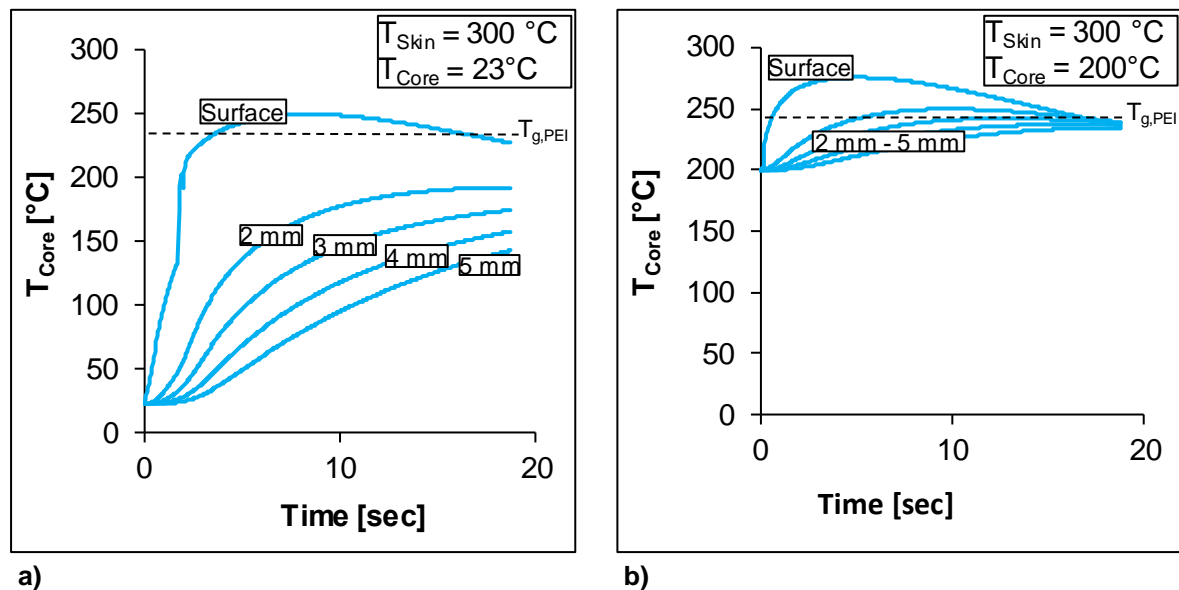 T_Skin = 300 °C
T_Core = 23°C
300
250
200
150
100
50
0
T_Core [°C]
Surface
T_g,PEI
2 mm
3 mm
4 mm
5 mm
0
10
20
Time [sec]
a)
T_Skin = 300 °C
T_Core = 200°C
300
250
200
150
100
50
0
T_Core [°C]
Surface
T_g,PEI
2 mm - 5 mm
0
10
20
Time [sec]
b)